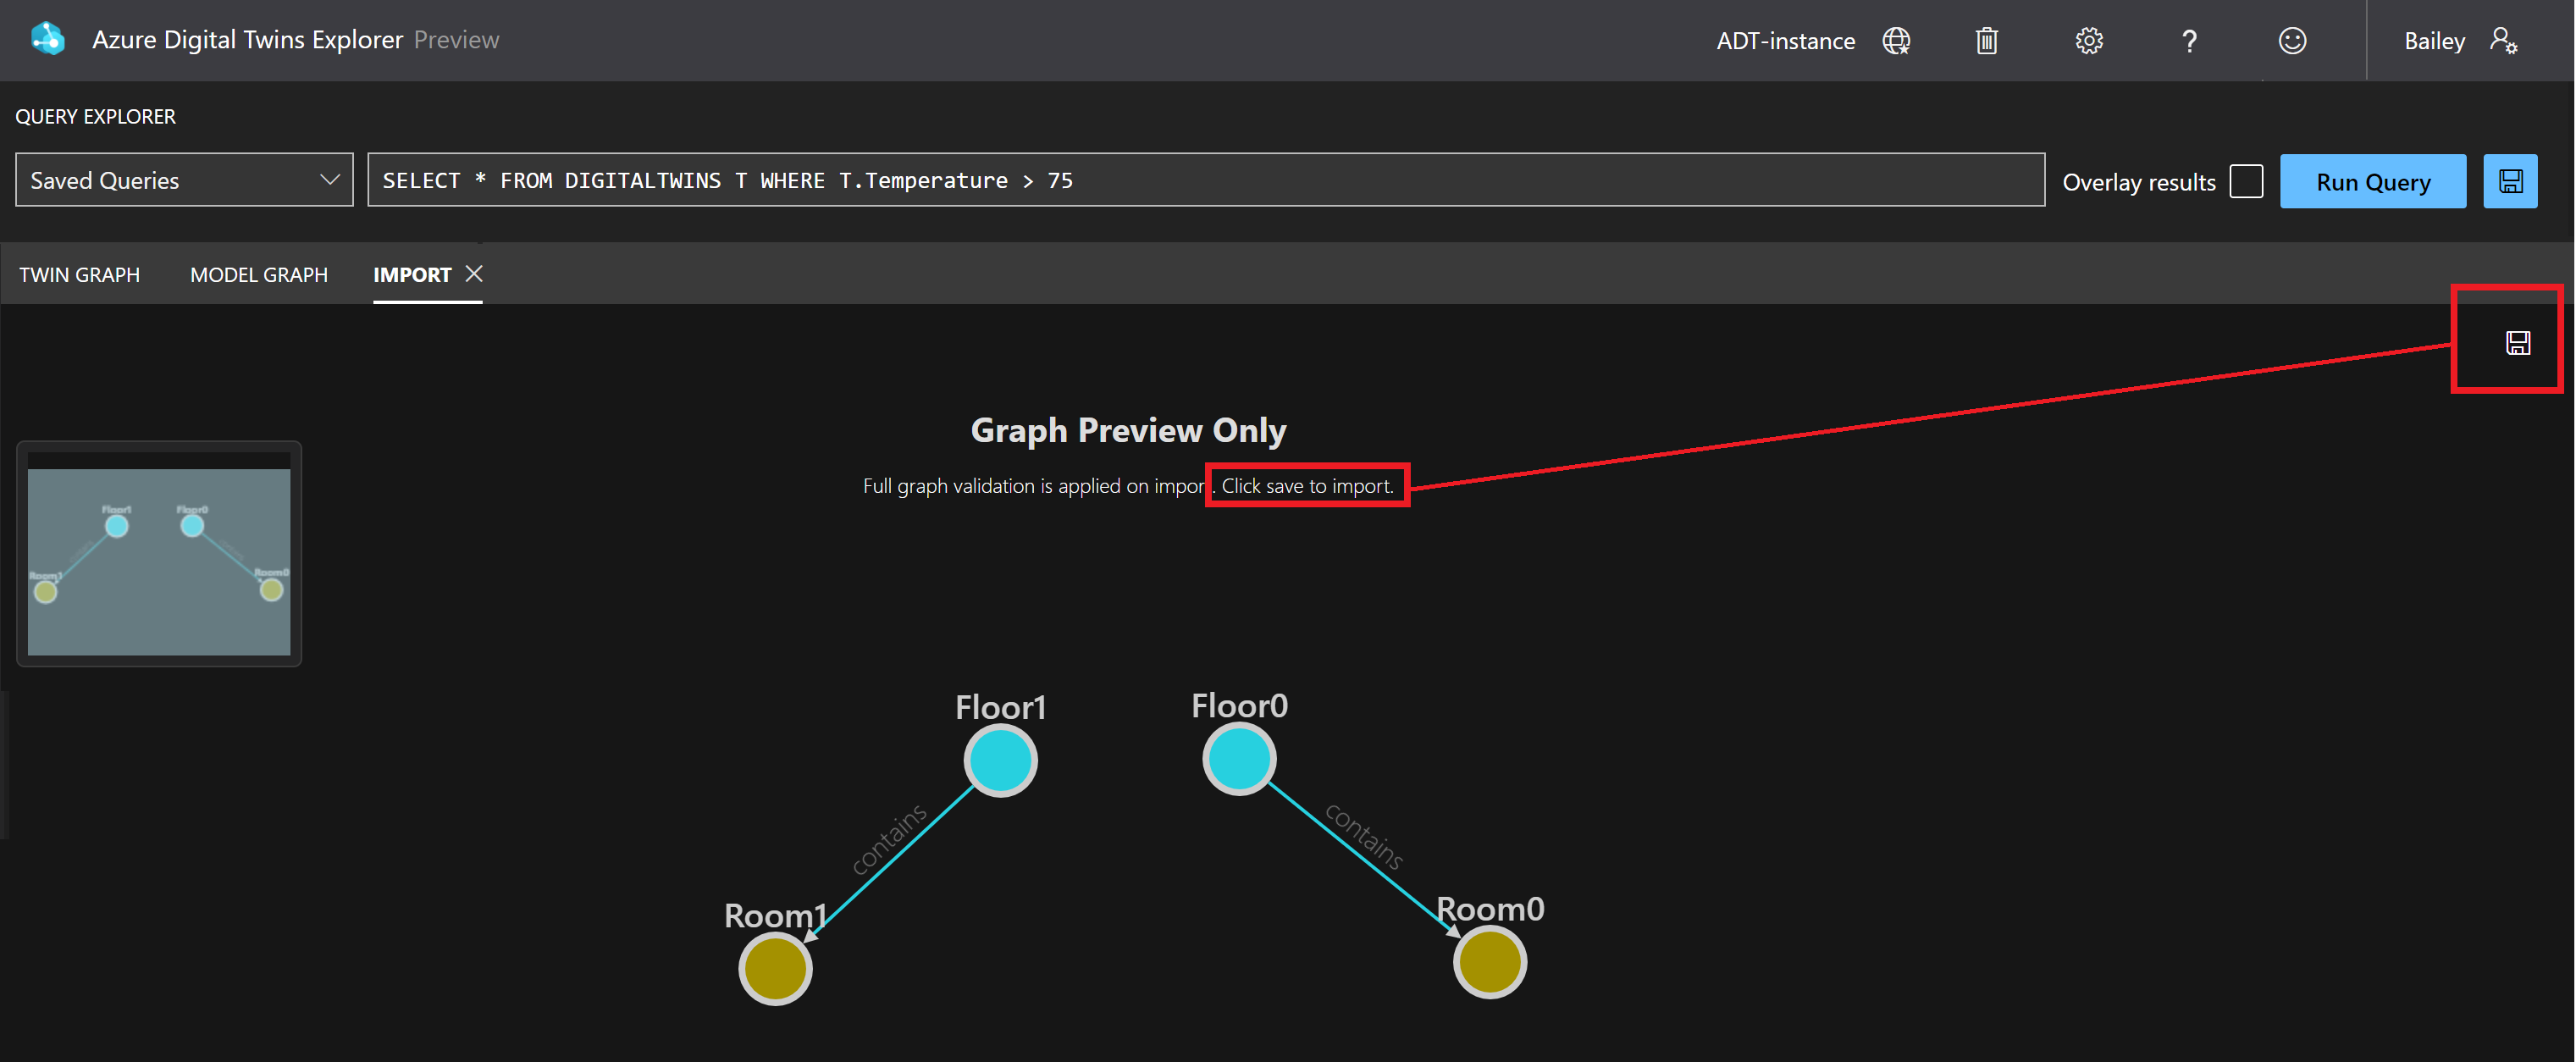 Azure Digital Twins Explorer Preview
ADT-instance
?
Bailey
QUERY EXPLORER
Saved Queries
SELECT * FROM DIGITALTWINS T WHERE T.Temperature > 75
Overlay results
Run Query
TWIN GRAPH
MODEL GRAPH
IMPORT
Graph Preview Only
Full graph validation is applied on import. Click save to import.
Floor1
Floor0
Room1
Room0
Floor1
Floor0
contains
contains
Room1
Room0